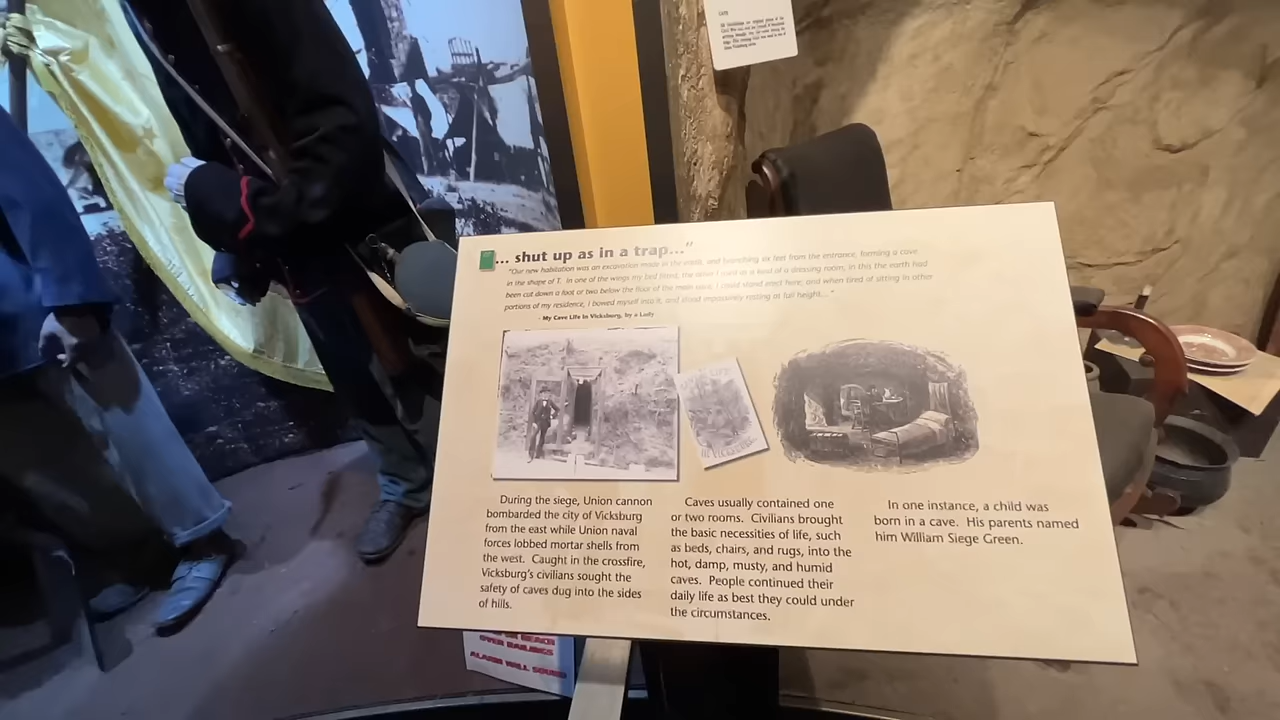 CAVE
... shut up as in a trap..."
"Our new habitation was an excavation made in the earth, and branching six feet from the entrance, forming a cave
in the shape of T. In one of the wings my bed fitted; the other I used as a kind of a dressing room; in this the earth had
been cut down a foot or two below the floor of the main cave; I could stand erect here; and when tired of sitting in other
portions of my residence, I bowed myself into it, and stood impassively resting at full height...."
- My Cave Life in Vicksburg, by a Lady
During the siege, Union cannon
bombarded the city of Vicksburg
from the east while Union naval
forces lobbed mortar shells from
the west. Caught in the crossfire,
Vicksburg's civilians sought the
safety of caves dug into the sides
of hills.
Caves usually contained one
or two rooms. Civilians brought
the basic necessities of life, such
as beds, chairs, and rugs, into the
hot, damp, musty, and humid
caves. People continued their
daily life as best they could under
the circumstances.
In one instance, a child was
born in a cave. His parents named
him William Siege Green.
OR REACH
OVER RAILINGS
ALARM WILL SOUND